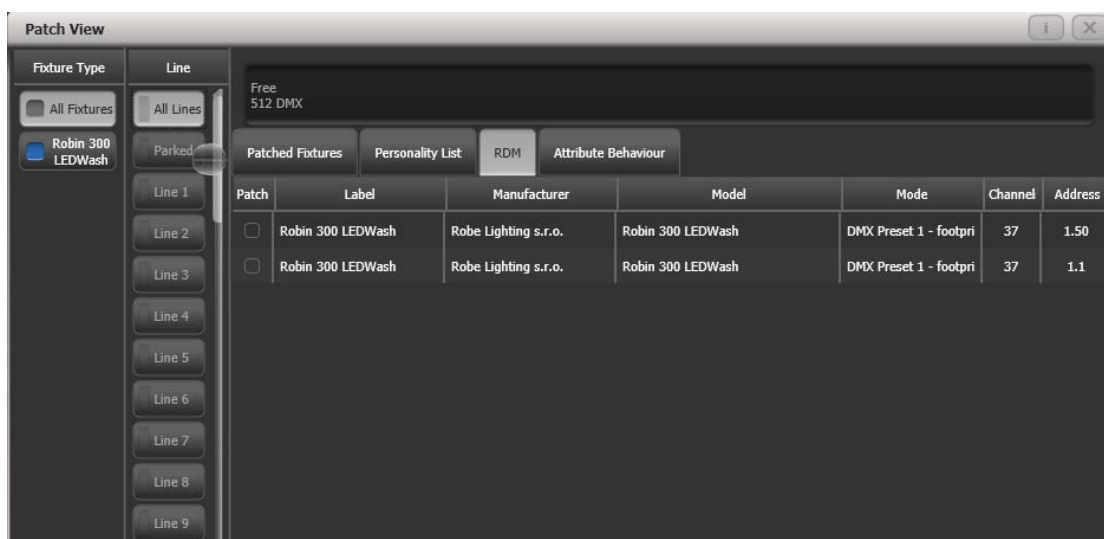 Patch View
i
Fixture Type
Line
All Fixtures
Robin 300
LEDWash
All Lines
Parked
Line 1
Line 2
Line 3
Line 4
Line 5
Line 6
Line 7
Line 8
Line 9
Free
512 DMX
Patched Fixtures Personality List RDM Attribute Behaviour
Patch Label Manufacturer Model Mode Channel Address
Robin 300 LEDWash Robe Lighting s.r.o. Robin 300 LEDWash DMX Preset 1 - footpri 37 1.50
Robin 300 LEDWash Robe Lighting s.r.o. Robin 300 LEDWash DMX Preset 1 - footpri 37 1.1